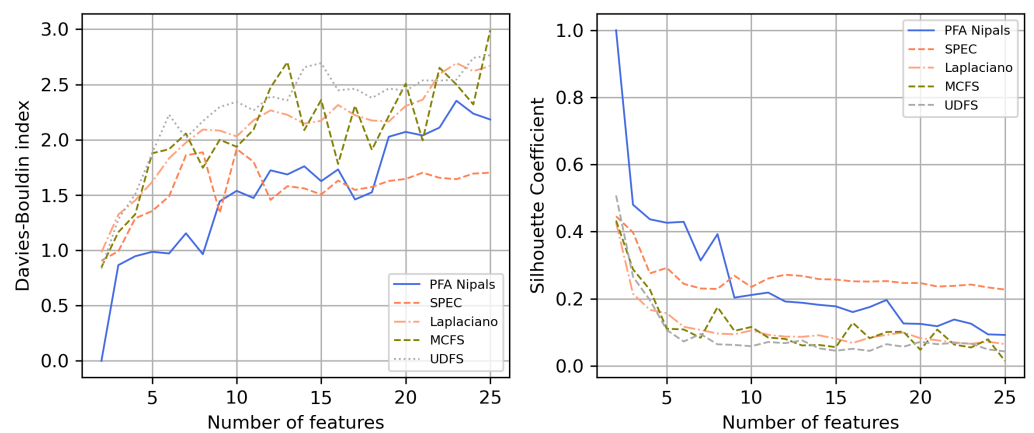 Davies-Bouldin index
3.0
2.5
2.0
1.5
1.0
0.5
0.0
5
10
15
20
25
Number of features
PFA Nipals
SPEC
Laplaciano
MCFS
UDFS
Silhouette Coefficient
1.0
0.8
0.6
0.4
0.2
0.0
5
10
15
20
25
Number of features
PFA Nipals
SPEC
Laplaciano
MCFS
UDFS